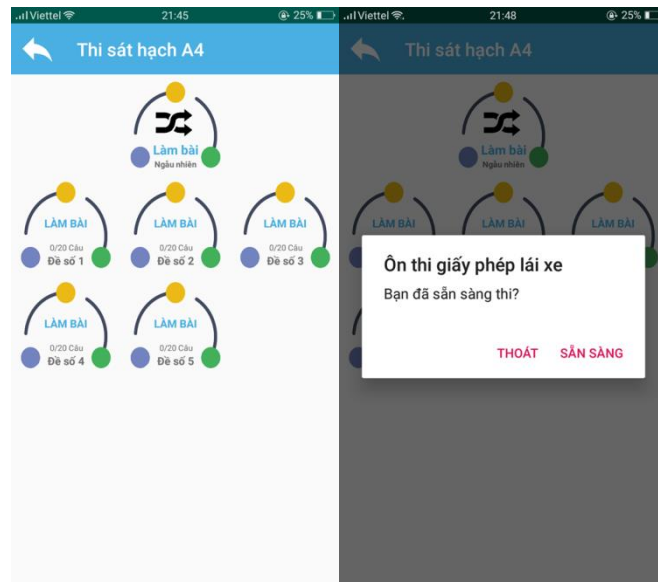 Viettel 21:45 25%
Thi sát hạch A4
Làm bài
Ngẫu nhiên
LÀM BÀI LÀM BÀI LÀM BÀI
0/20 Câu 0/20 Câu 0/20 Câu
Đề số 1 Đề số 2 Đề số 3
LÀM BÀI LÀM BÀI
0/20 Câu 0/20 Câu
Đề số 4 Đề số 5
Viettel 21:48 25%
Thi sát hạch A4
Làm bài
Ngẫu nhiên
LÀM BÀI LÀM BÀI LÀM BÀI
Ôn thi giấy phép lái xe
Bạn đã sẵn sàng thi?
THOÁT SẴN SÀNG